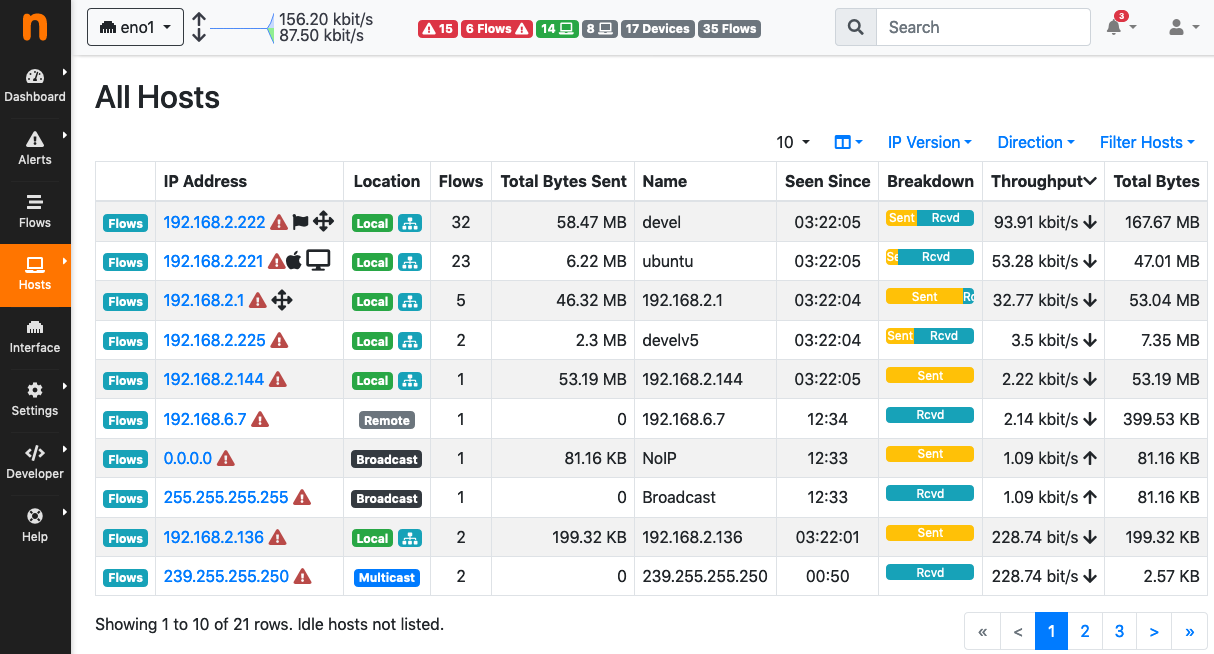 n
eno1
156.20 kbit/s
87.50 kbit/s
15
6 Flows
14
8
17 Devices
35 Flows
Search
3
Dashboard
Alerts
Flows
Hosts
Interface
Settings
Developer
Help
All Hosts
10 IP Version Direction Filter Hosts
IP Address Location Flows Total Bytes Sent Name Seen Since Breakdown Throughput Total Bytes
Flows 192.168.2.222 Local 32 58.47 MB devel 03:22:05 Sent Rcvd 93.91 kbit/s 167.67 MB
Flows 192.168.2.221 Local 23 6.22 MB ubuntu 03:22:05 Se Rcvd 53.28 kbit/s 47.01 MB
Flows 192.168.2.1 Local 5 46.32 MB 192.168.2.1 03:22:04 Sent Rc 32.77 kbit/s 53.04 MB
Flows 192.168.2.225 Local 2 2.3 MB develv5 03:22:04 Sent Rcvd 3.5 kbit/s 7.35 MB
Flows 192.168.2.144 Local 1 53.19 MB 192.168.2.144 03:22:05 Sent 2.22 kbit/s 53.19 MB
Flows 192.168.6.7 Remote 1 0 192.168.6.7 12:34 Rcvd 2.14 kbit/s 399.53 KB
Flows 0.0.0.0 Broadcast 1 81.16 KB NoIP 12:33 Sent 1.09 kbit/s 81.16 KB
Flows 255.255.255.255 Broadcast 1 0 Broadcast 12:33 Rcvd 1.09 kbit/s 81.16 KB
Flows 192.168.2.136 Local 2 199.32 KB 192.168.2.136 03:22:01 Sent 228.74 bit/s 199.32 KB
Flows 239.255.255.250 Multicast 2 0 239.255.255.250 00:50 Rcvd 228.74 bit/s 2.57 KB
Showing 1 to 10 of 21 rows. Idle hosts not listed.
« < 1 2 3 > »